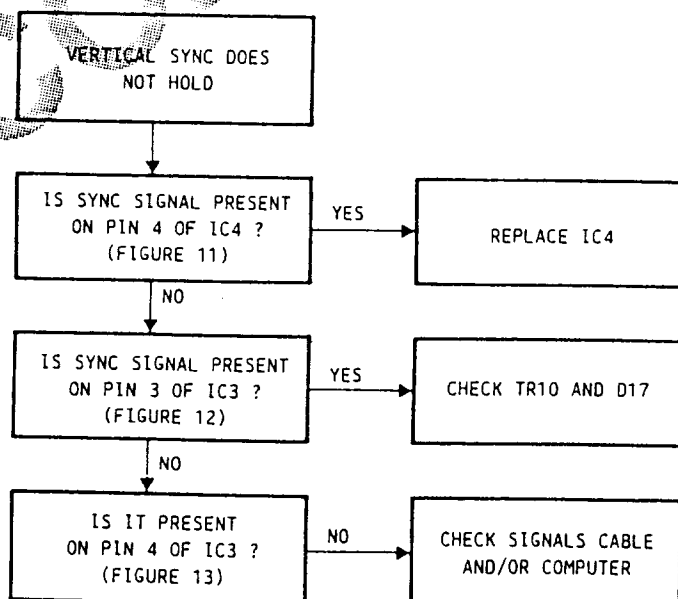 VERTICAL SYNC DOES
NOT HOLD
IS SYNC SIGNAL PRESENT
ON PIN 4 OF IC4 ?
(FIGURE 11)
YES
REPLACE IC4
NO
IS SYNC SIGNAL PRESENT
ON PIN 3 OF IC3 ?
(FIGURE 12)
YES
CHECK TR10 AND D17
NO
IS IT PRESENT
ON PIN 4 OF IC3 ?
(FIGURE 13)
NO
CHECK SIGNALS CABLE
AND/OR COMPUTER